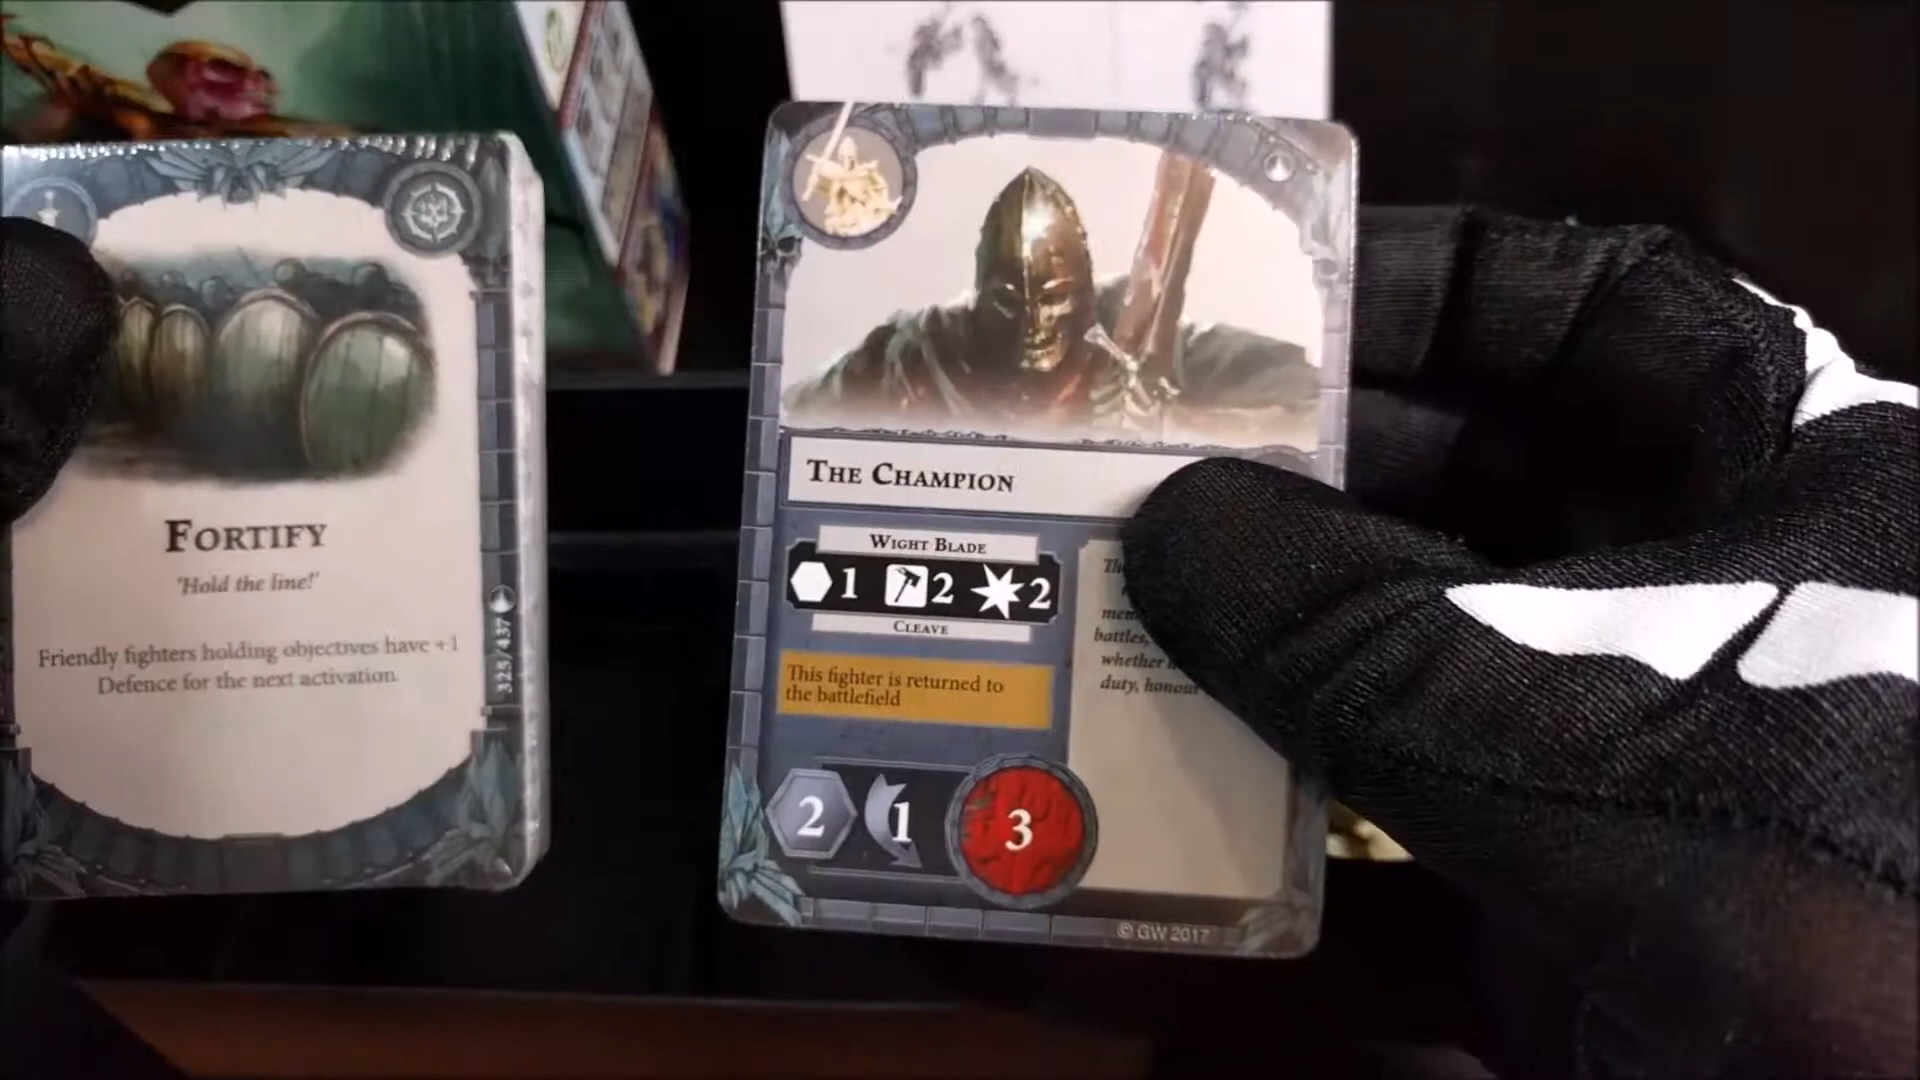 FORTIFY
'Hold the line!'
Friendly fighters holding objectives have +1
Defence for the next activation.
325/437
THE CHAMPION
WIGHT BLADE
1 2 2
CLEAVE
This fighter is returned to
the battlefield
battles,
whether
duty, honour
2 1 3
© GW 2017